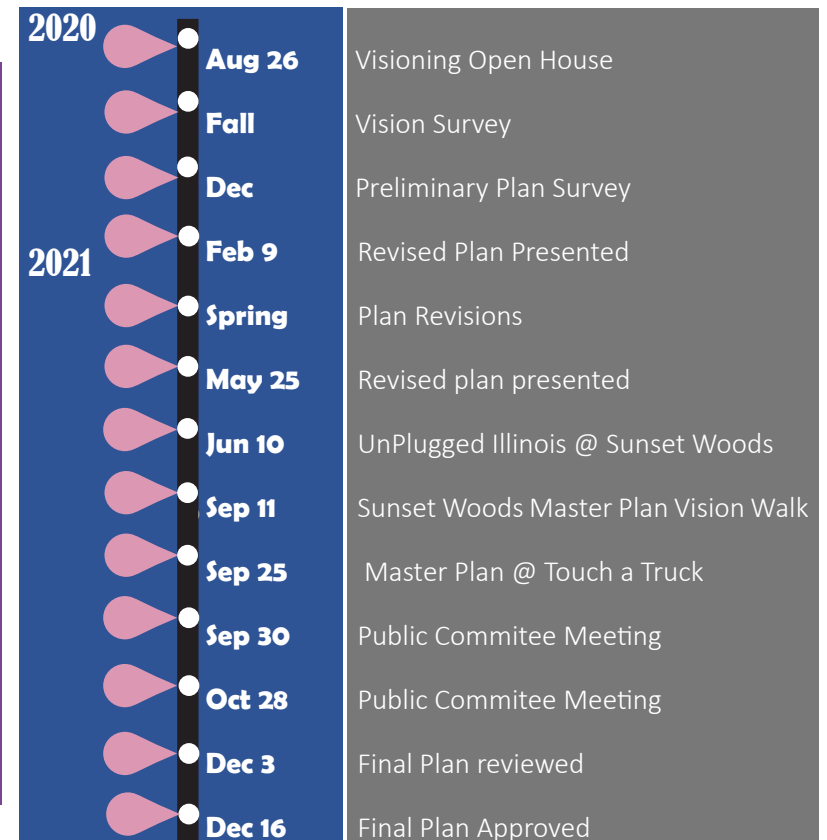 2020
Aug 26 Visioning Open House
Fall Vision Survey
Dec Preliminary Plan Survey
2021
Feb 9 Revised Plan Presented
Spring Plan Revisions
May 25 Revised plan presented
Jun 10 UnPlugged Illinois @ Sunset Woods
Sep 11 Sunset Woods Master Plan Vision Walk
Sep 25 Master Plan @ Touch a Truck
Sep 30 Public Commitee Meeting
Oct 28 Public Commitee Meeting
Dec 3 Final Plan reviewed
Dec 16 Final Plan Approved